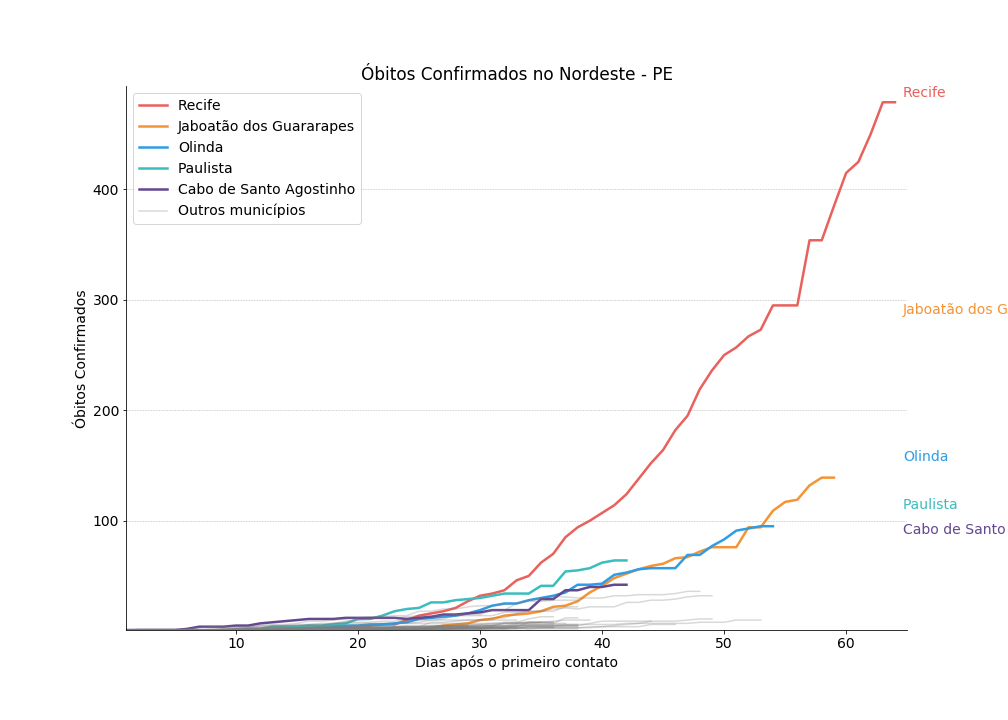 Óbitos Confirmados no Nordeste - PE
Recife
Jaboatão dos Guararapes
Olinda
Paulista
Cabo de Santo Agostinho
Outros municípios
Óbitos Confirmados
400
300
200
100
10
20
30
40
50
60
Dias após o primeiro contato
Recife
Jaboatão dos G
Olinda
Paulista
Cabo de Santo